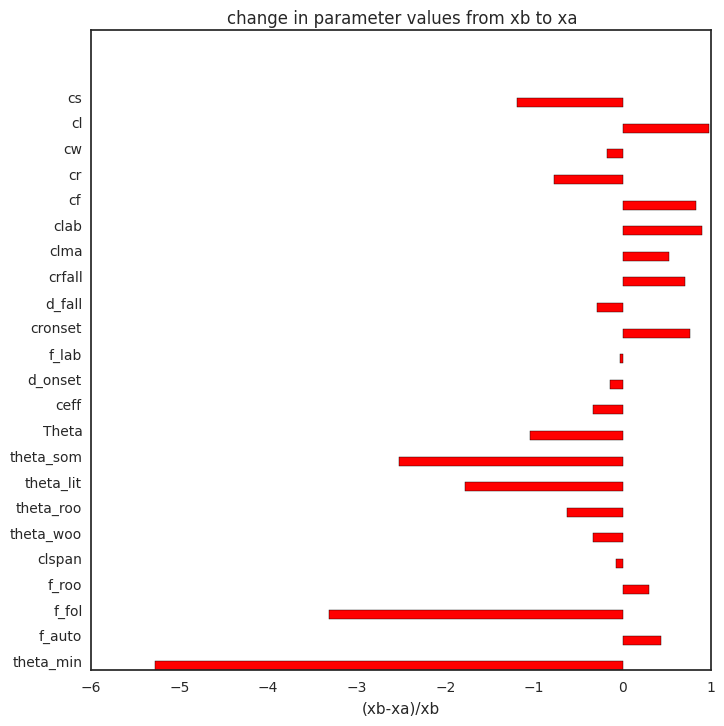 change in parameter values from xb to xa
cs
cl
cw
cr
cf
clab
clma
crfall
d_fall
cronset
f_lab
d_onset
ceff
Theta
theta_som
theta_lit
theta_roo
theta_woo
clspan
f_roo
f_fol
f_auto
theta_min
−6 −5 −4 −3 −2 −1 0 1
(xb-xa)/xb